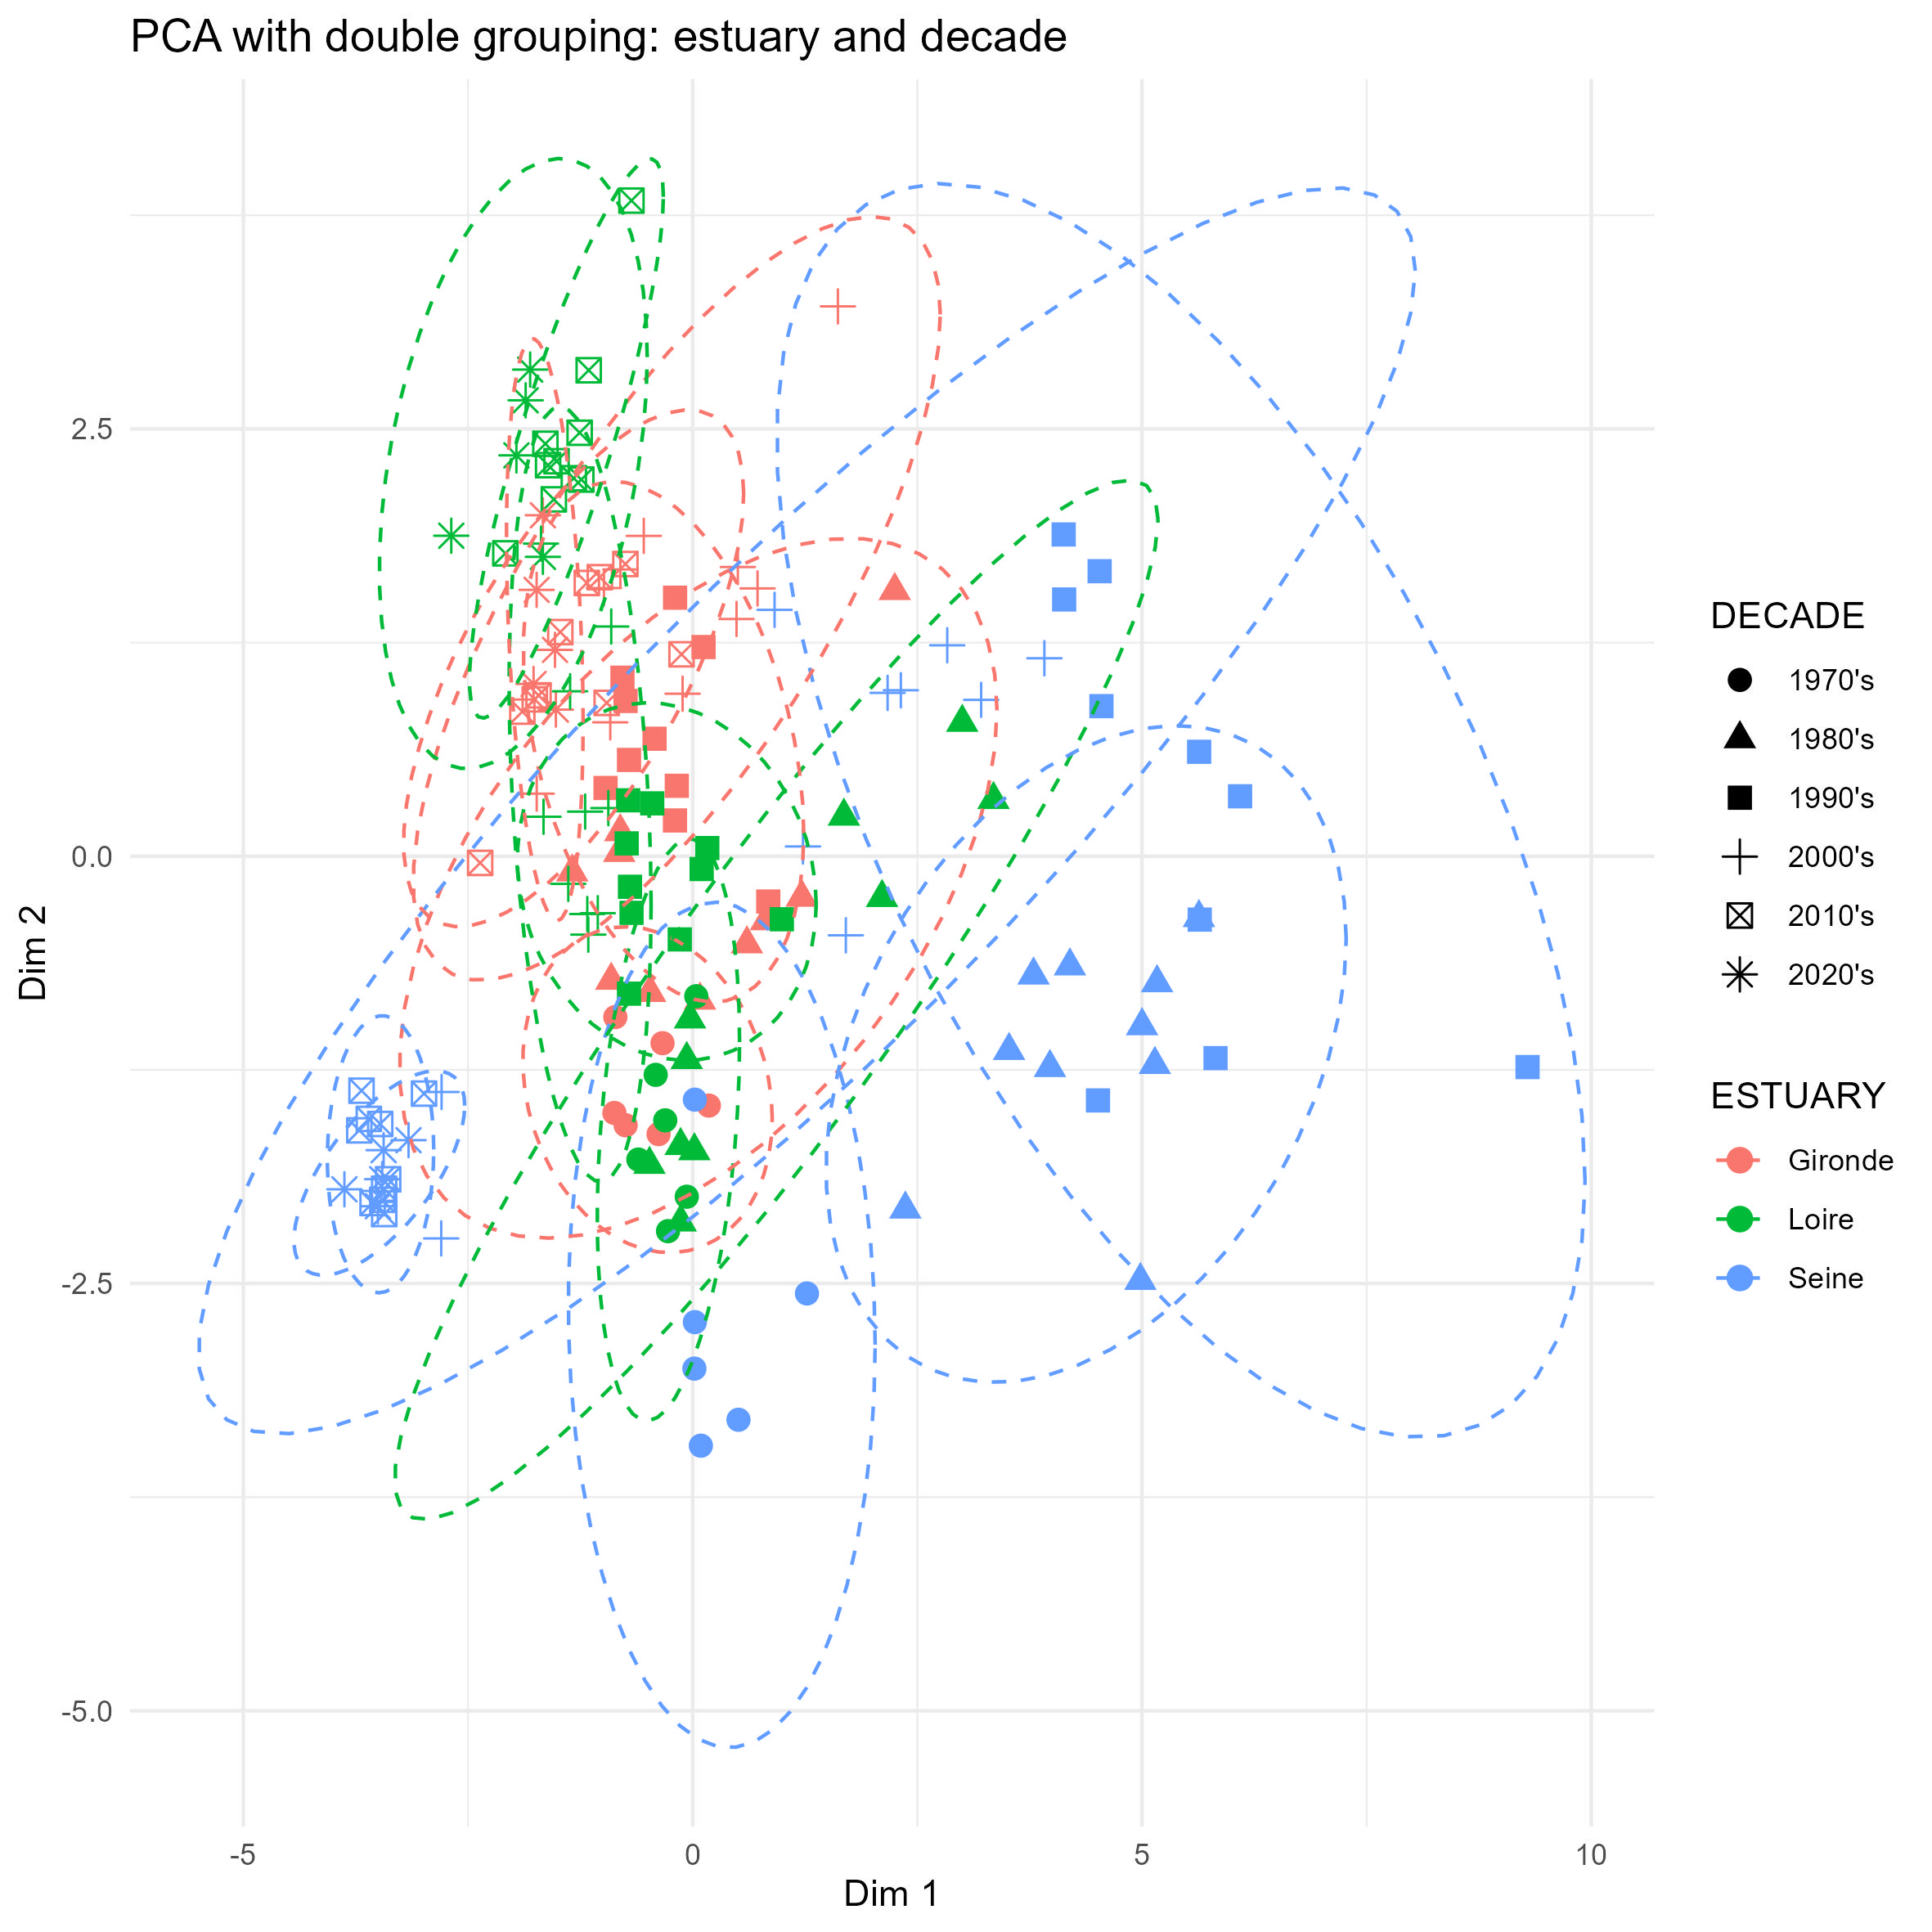 PCA with double grouping: estuary and decade
2.5
0.0
-2.5
-5.0
Dim 2
-5
0
5
10
Dim 1
DECADE
1970's
1980's
1990's
2000's
2010's
2020's
ESTUARY
Gironde
Loire
Seine